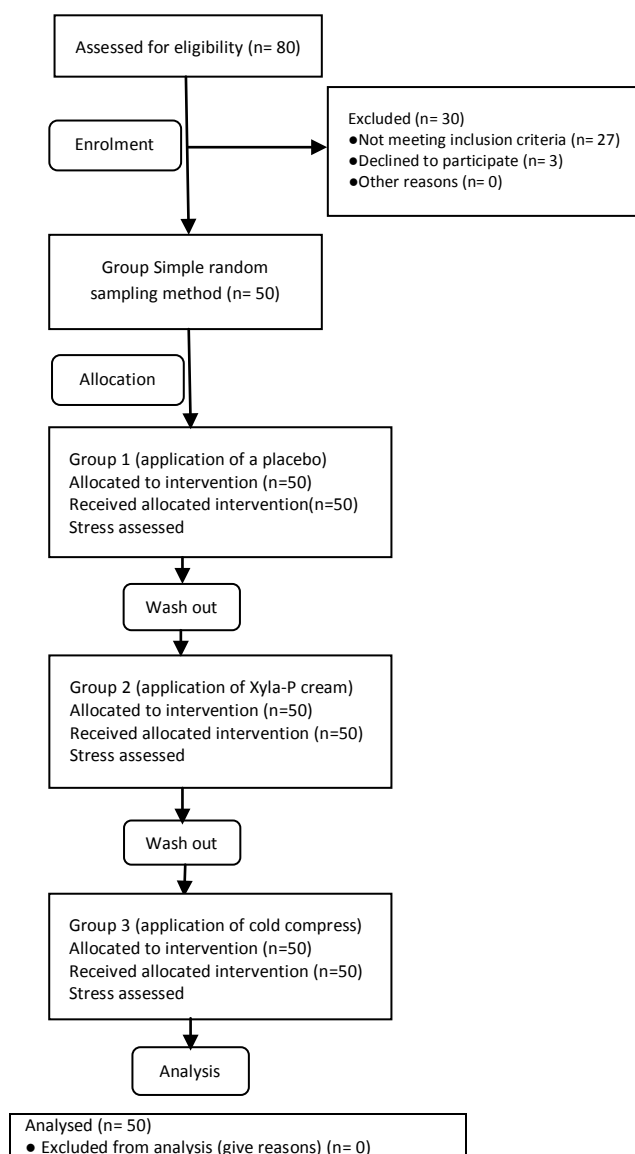 Assessed for eligibility (n= 80)
Enrolment
Excluded (n= 30)
●Not meeting inclusion criteria (n= 27)
●Declined to participate (n= 3)
●Other reasons (n= 0)
Group Simple random
sampling method (n= 50)
Allocation
Group 1 (application of a placebo)
Allocated to intervention (n=50)
Received allocated intervention(n=50)
Stress assessed
Wash out
Group 2 (application of Xyla-P cream)
Allocated to intervention (n=50)
Received allocated intervention (n=50)
Stress assessed
Wash out
Group 3 (application of cold compress)
Allocated to intervention (n=50)
Received allocated intervention (n=50)
Stress assessed
Analysis
Analysed (n= 50)
● Excluded from analysis (give reasons) (n= 0)